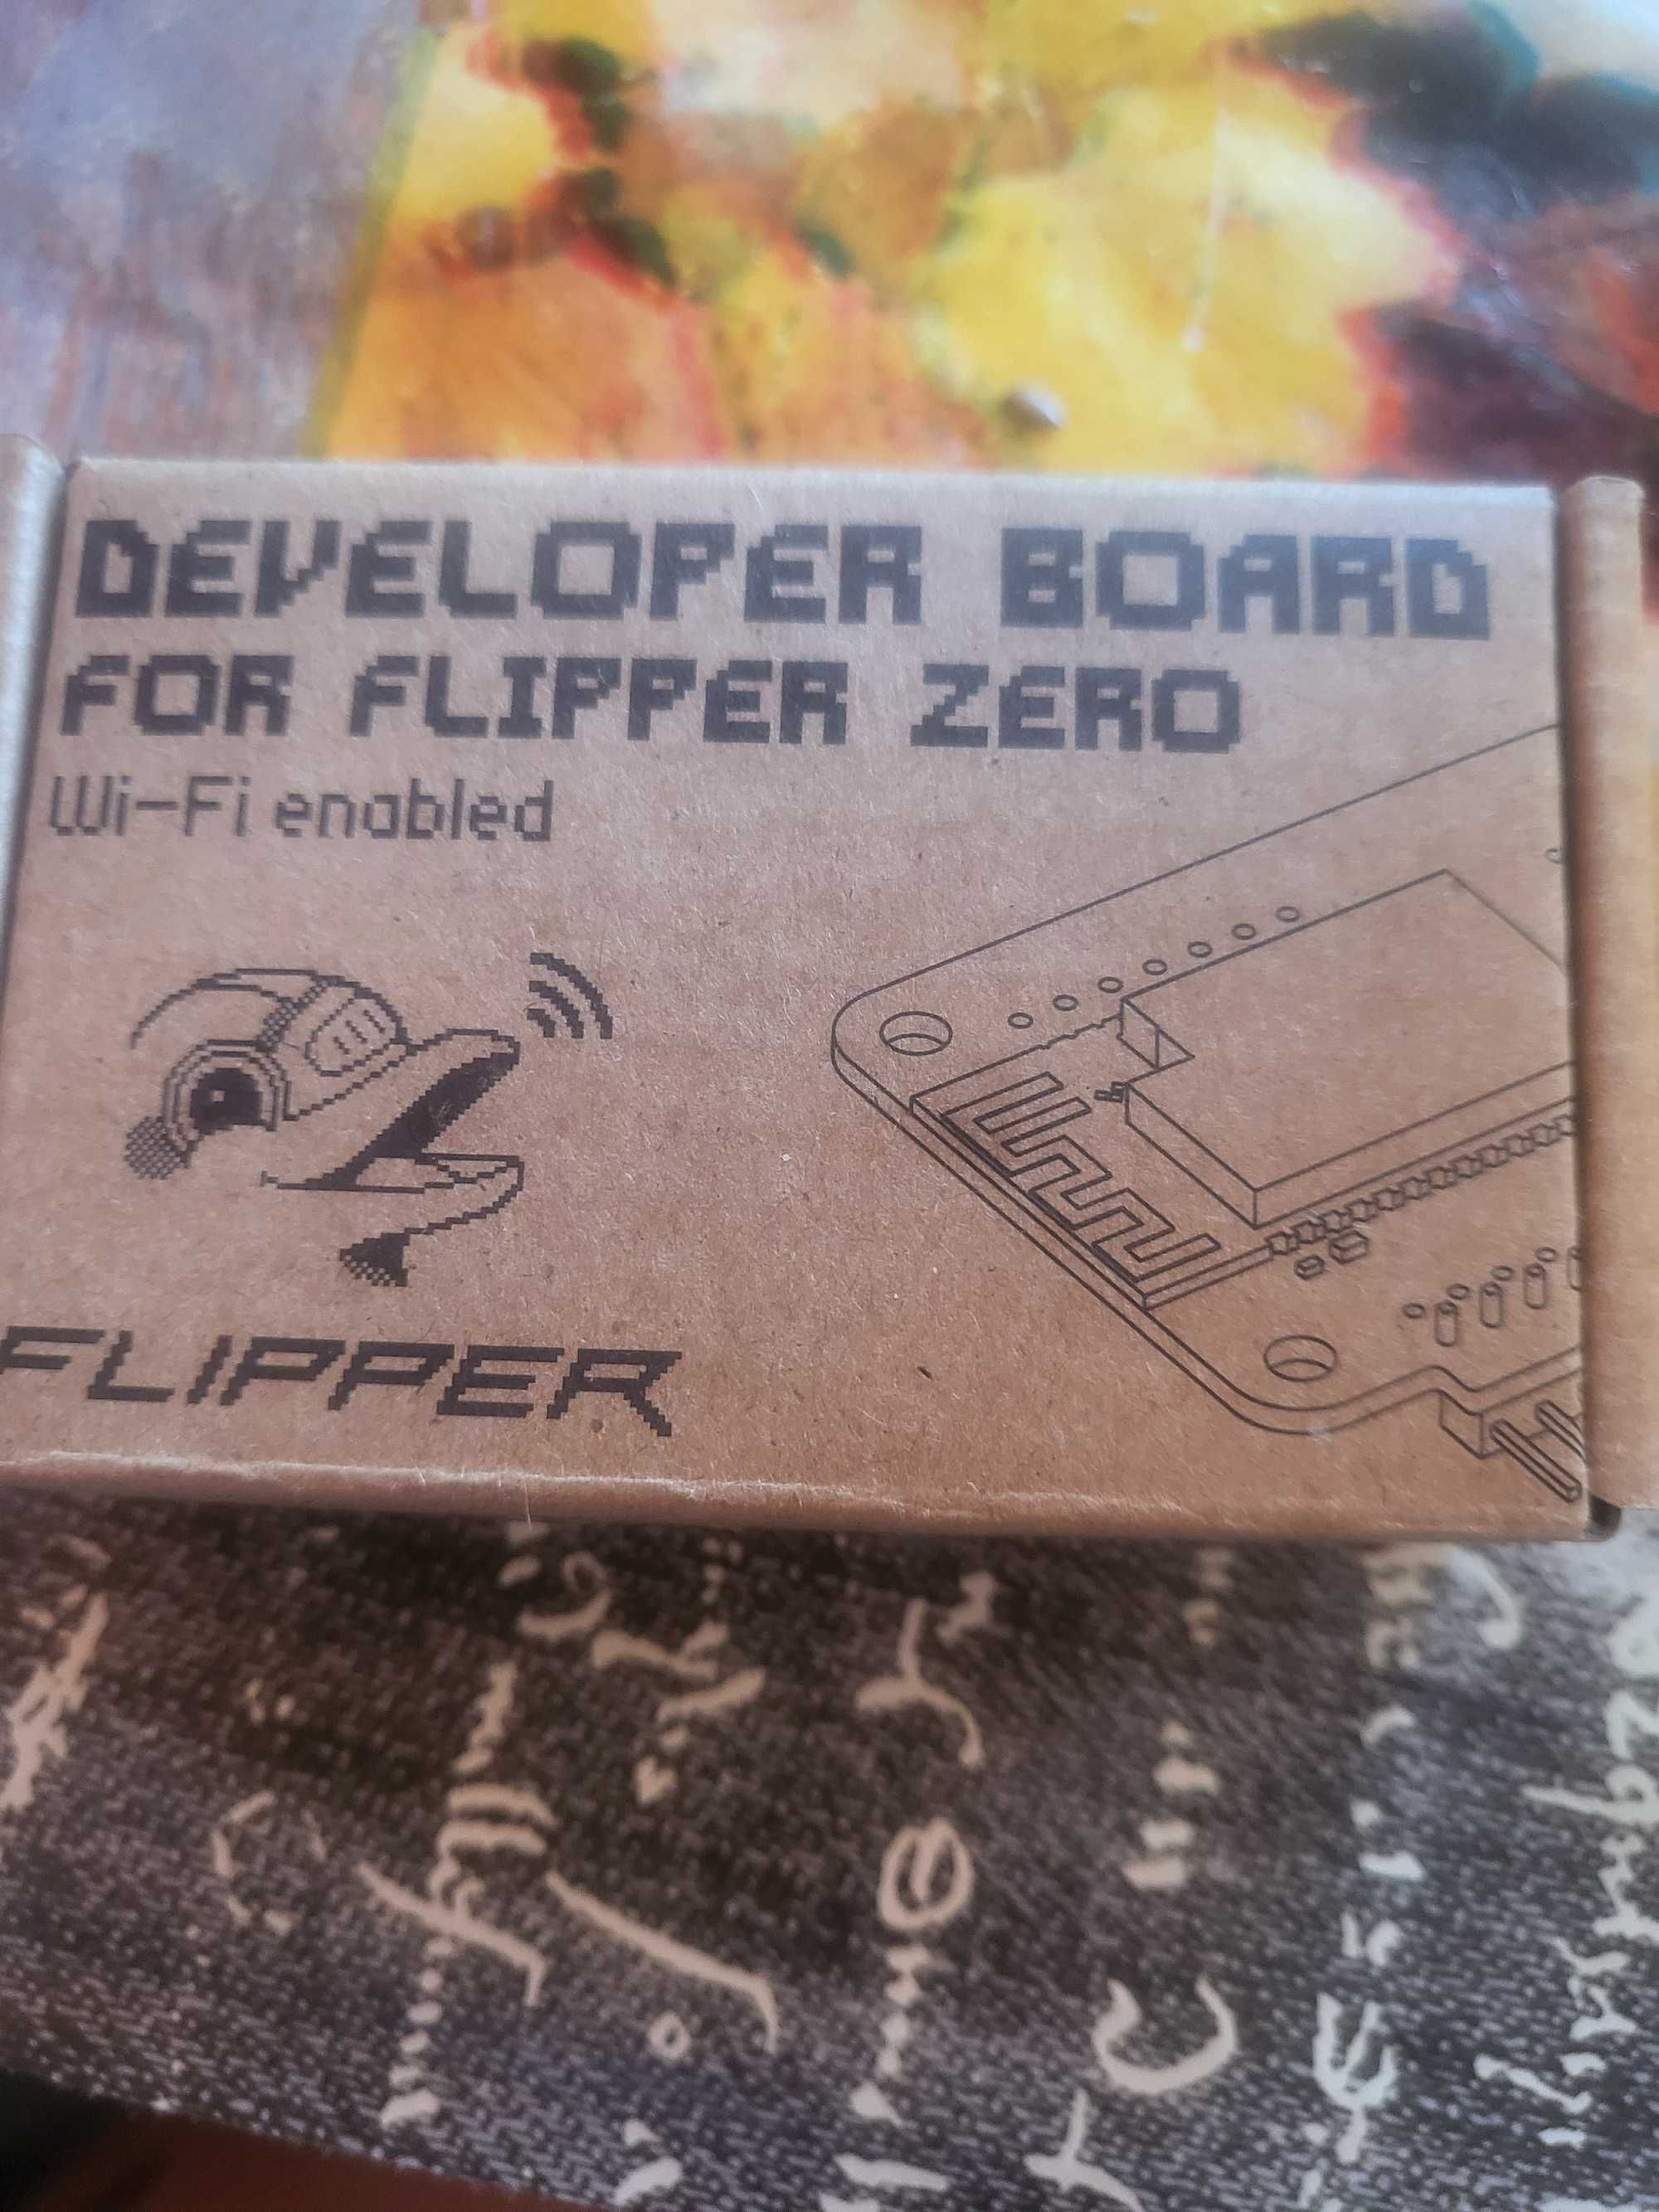 DEVELOPER BOARD
FOR FLIPPER ZERO
Wi-Fi enabled
FLIPPER